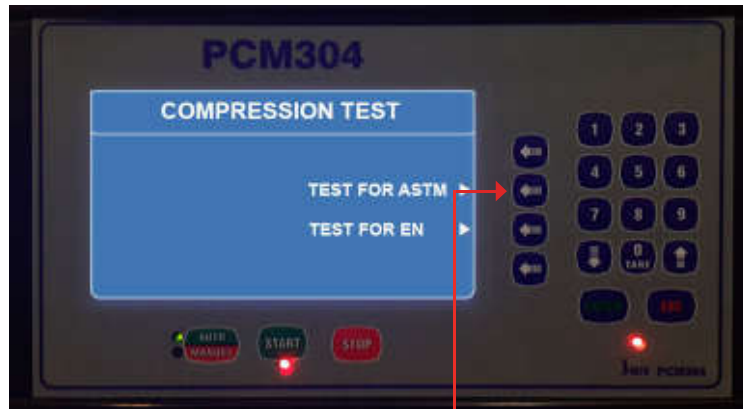 PCM304
COMPRESSION TEST
TEST FOR ASTM
TEST FOR EN
1 2 3
4 5 6
7 8 9
0
TARE
AUTO
MANUEL
START
STOP
PCM304